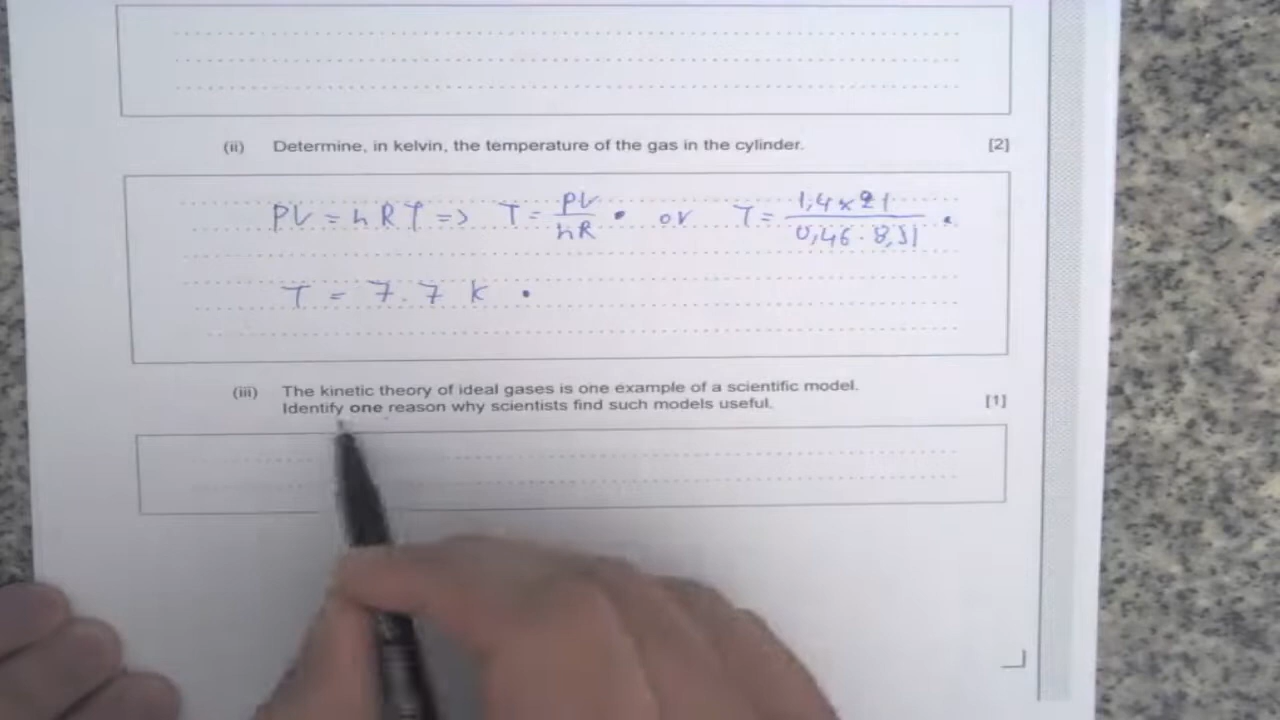 (ii) Determine, in kelvin, the temperature of the gas in the cylinder. [2]
PV = nRT => T = PV/nR • or T = 1,4 x 21/0,46 . 8,31 •
T = 7.7 K •
(iii) The kinetic theory of ideal gases is one example of a scientific model.
Identify one reason why scientists find such models useful. [1]